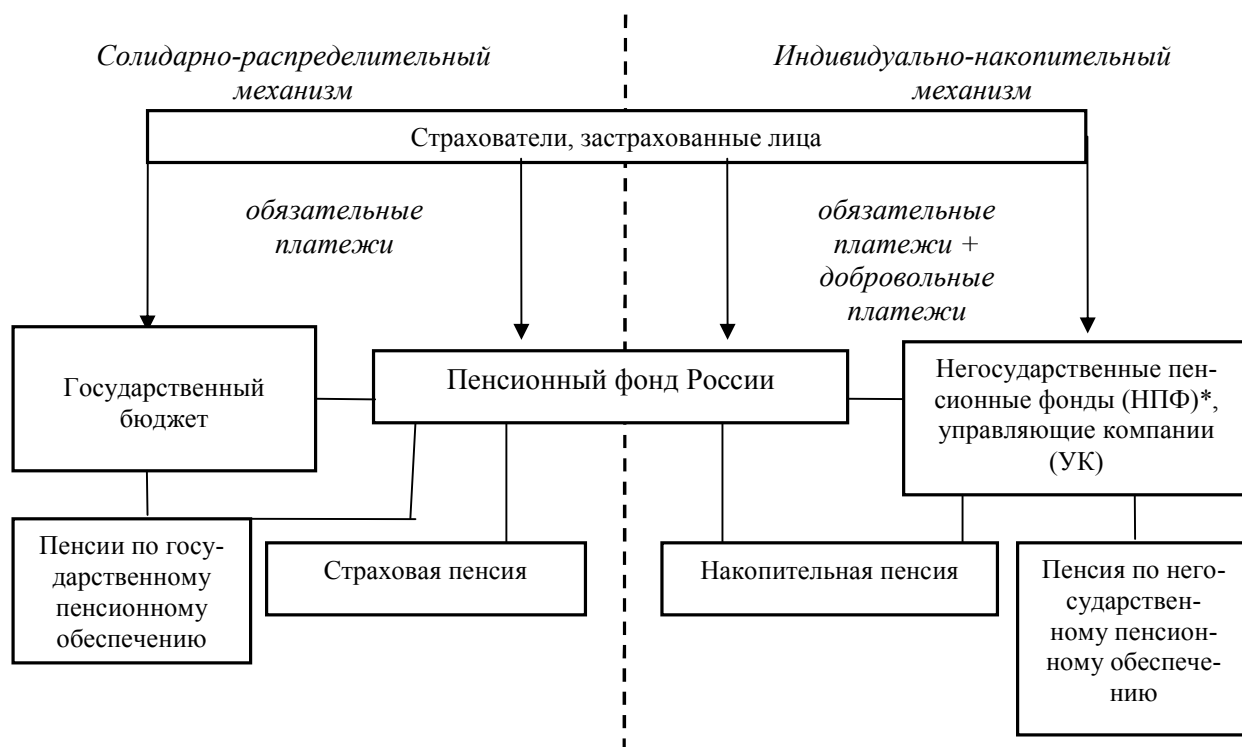 Солидарно-распределительный
механизм
Индивидуально-накопительный
механизм
Страхователи, застрахованные лица
обязательные
платежи
обязательные
платежи +
добровольные
платежи
Государственный
бюджет
Пенсионный фонд России
Негосударственные пен-
сионные фонды (НПФ)*,
управляющие компании
(УК)
Пенсии по госу-
дарственному
пенсионному
обеспечению
Страховая пенсия
Накопительная пенсия
Пенсия по него-
сударствен-
ному пенсион-
ному обеспече-
нию